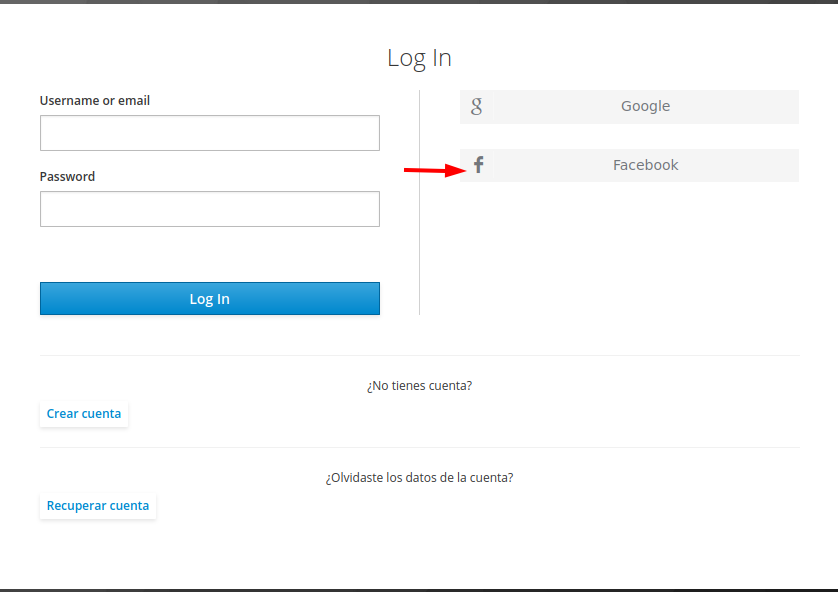 Log In
Username or email
Password
Log In
Google
Facebook
¿No tienes cuenta?
Crear cuenta
¿Olvidaste los datos de la cuenta?
Recuperar cuenta